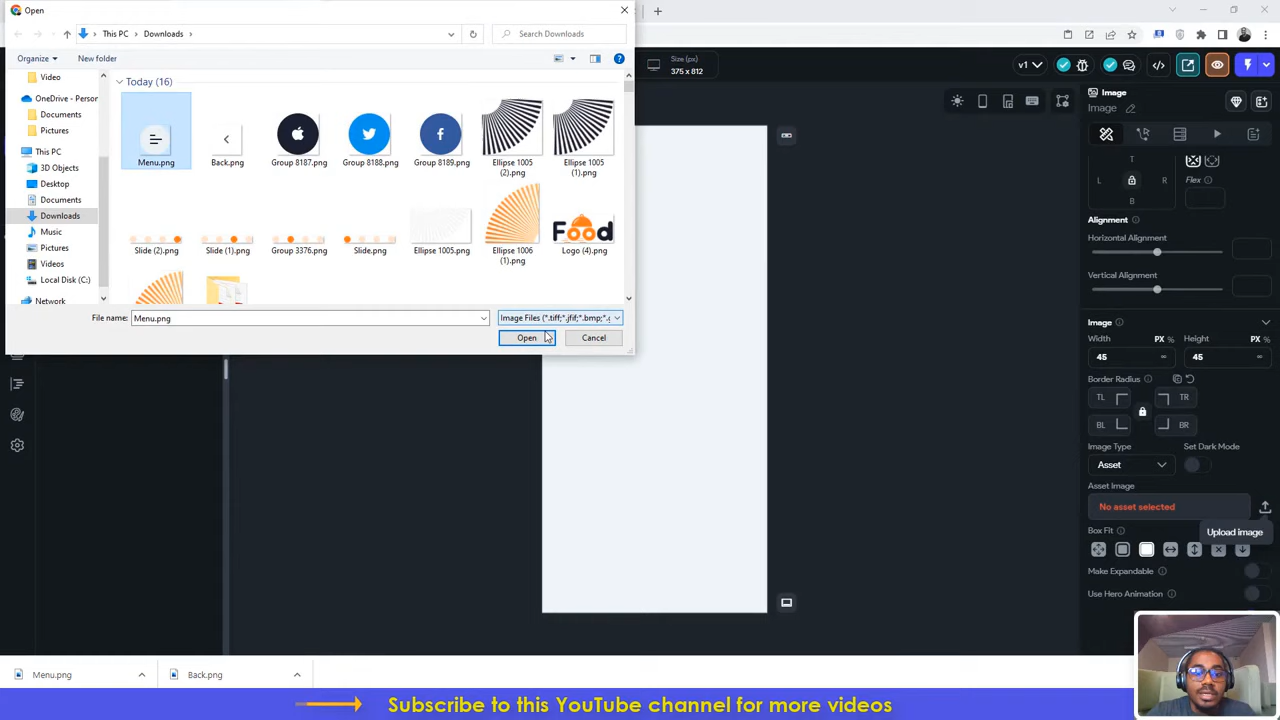 Open
This PC
Downloads
Search Downloads
Organize
New folder
Video
OneDrive - Person
Documents
Pictures
This PC
3D Objects
Desktop
Documents
Downloads
Music
Pictures
Videos
Local Disk (C:)
Network
Today (16)
Menu.png
Back.png
Group 8187.png
Group 8188.png
Group 8189.png
Ellipse 1005 (2).png
Ellipse 1005 (1).png
Slide (2).png
Slide (1).png
Group 3376.png
Slide.png
Ellipse 1005.png
Ellipse 1006 (1).png
Food
Logo (4).png
File name:
Menu.png
Image Files (*.tiff;*.jfif;*.bmp;*.g
Open
Cancel
Size (px)
375 x 812
v1
Image
Image
T
L
R
B
Flex
Alignment
Horizontal Alignment
Vertical Alignment
Image
Width
PX %
Height
PX %
45
45
Border Radius
TL
TR
BL
BR
Image Type
Set Dark Mode
Asset
Asset Image
No asset selected
Upload image
Box Fit
Make Expandable
Use Hero Animation
Menu.png
Back.png
Subscribe to this YouTube channel for more videos